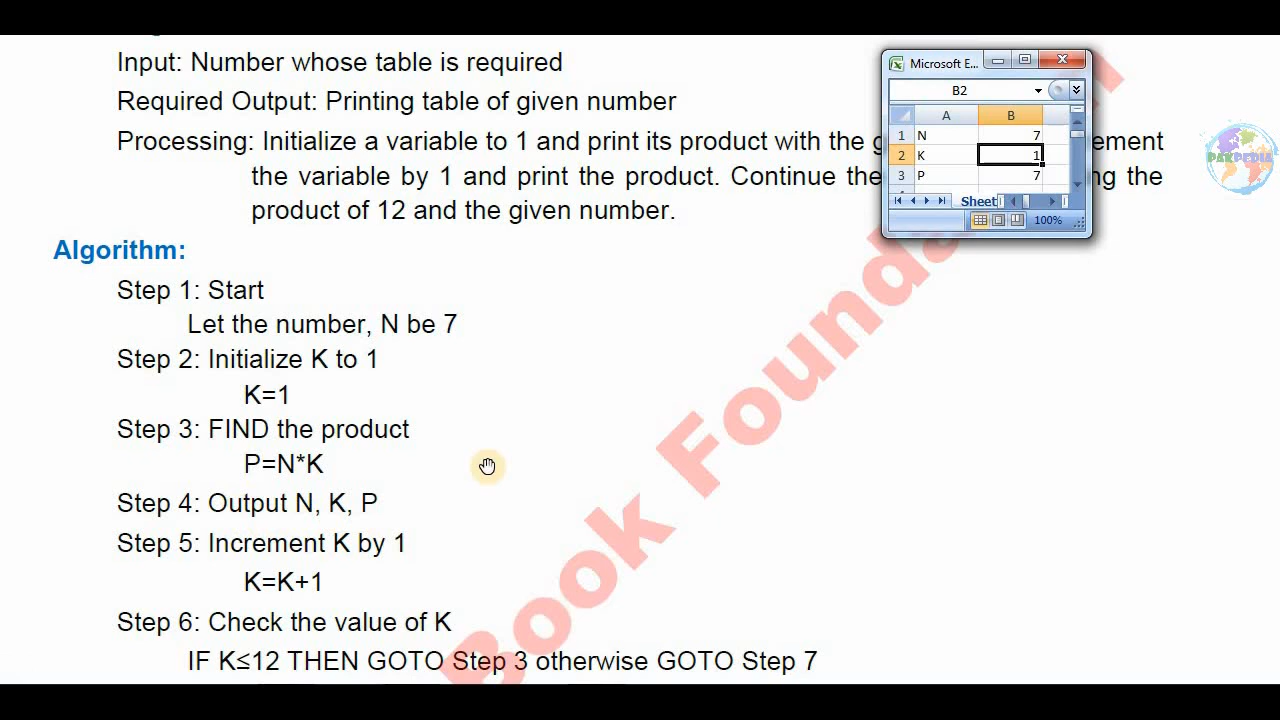 Input: Number whose table is required
Required Output: Printing table of given number
Processing: Initialize a variable to 1 and print its product with the g
ement
the variable by 1 and print the product. Continue the
ng the
product of 12 and the given number.
Algorithm:
Step 1: Start
Let the number, N be 7
Step 2: Initialize K to 1
K=1
Step 3: FIND the product
P=N*K
Step 4: Output N, K, P
Step 5: Increment K by 1
K=K+1
Step 6: Check the value of K
IF K≤12 THEN GOTO Step 3 otherwise GOTO Step 7
Microsoft E...
B2
A B
1 N 7
2 K 1
3 P 7
Sheet
100%
PAKPEDIA
Book Founda